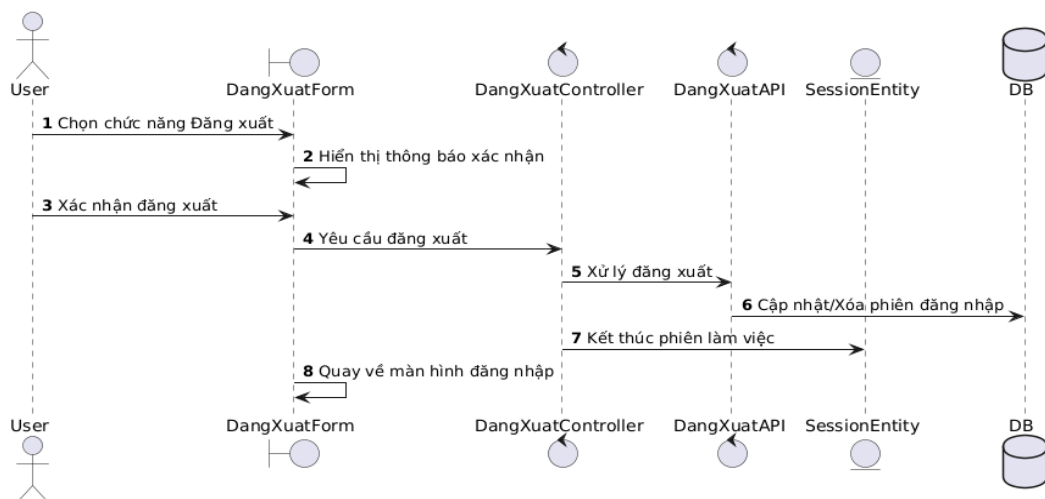 User
DangXuatForm
DangXuatController
DangXuatAPI
SessionEntity
DB
1 Chọn chức năng Đăng xuất
2 Hiển thị thông báo xác nhận
3 Xác nhận đăng xuất
4 Yêu cầu đăng xuất
5 Xử lý đăng xuất
6 Cập nhật/Xóa phiên đăng nhập
7 Kết thúc phiên làm việc
8 Quay về màn hình đăng nhập
User
DangXuatForm
DangXuatController
DangXuatAPI
SessionEntity
DB